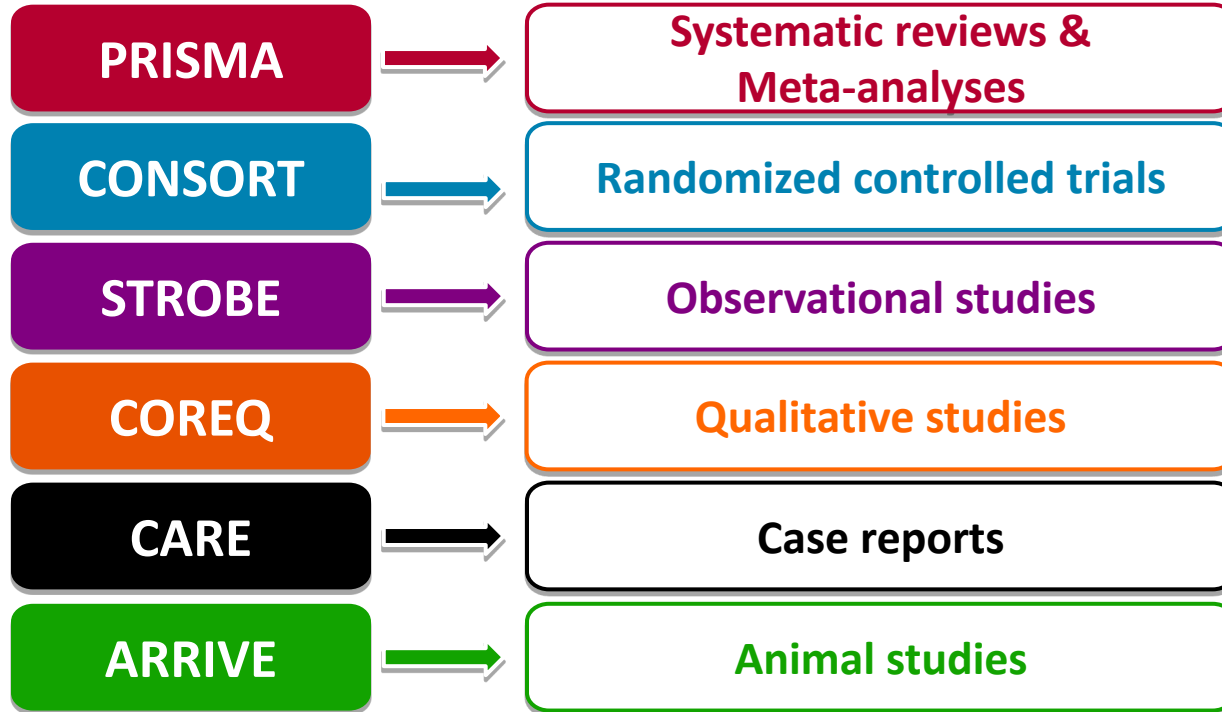 PRISMA
Systematic reviews &
Meta-analyses
CONSORT
Randomized controlled trials
STROBE
Observational studies
COREQ
Qualitative studies
CARE
Case reports
ARRIVE
Animal studies